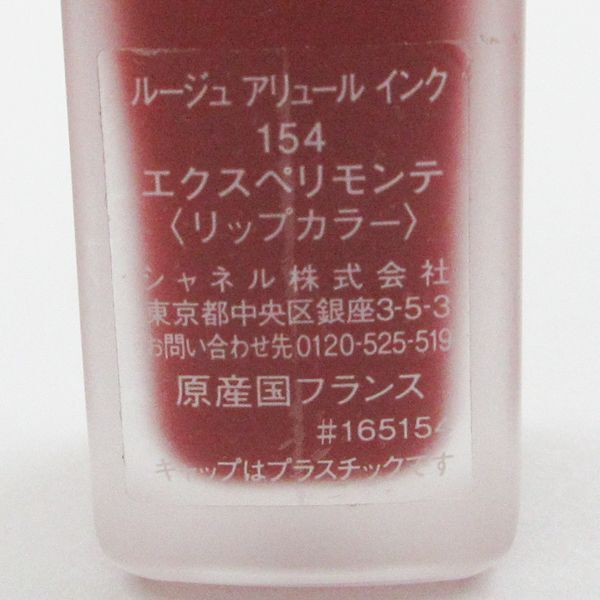 ルージュ アリュール インク
154
エクスペリモンテ
〈リップカラー〉
シャネル株式会社
東京都中央区銀座3-5-3
お問い合わせ先0120-525-519
原産国フランス
#165154
キャップはプラスチックです